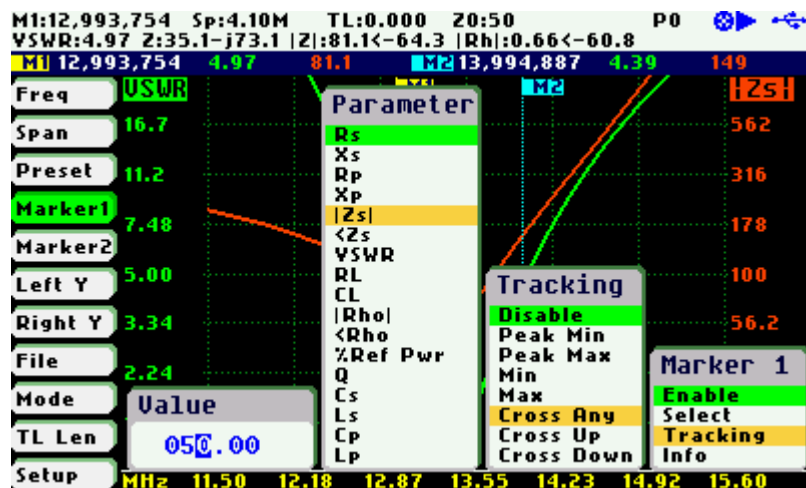 M1:12,993,754 Sp:4.10M TL:0.000 20:50 P0
VSWR:4.97 Z:35.1-j73.1 |Z|:81.1<-64.3 |Rh|:0.66<-60.8
M1 12,993,754 4.97 81.1 M2 13,994,887 4.39 149
Freq
Span
Preset
Marker1
Marker2
Left Y
Right Y
File
Mode
TL Len
Setup
VSWR
16.7
11.2
7.48
5.00
3.34
2.24
M2
|Zs|
562
316
178
100
56.2
Parameter
Rs
Xs
Rp
Xp
|Zs|
<Zs
VSWR
RL
CL
|Rho|
<Rho
%Ref Pwr
Q
Cs
Ls
Cp
Lp
Tracking
Disable
Peak Min
Peak Max
Min
Max
Cross Any
Cross Up
Cross Down
Marker 1
Enable
Select
Tracking
Info
Value
050.00
MHz 11.50 12.18 12.87 13.55 14.23 14.92 15.60